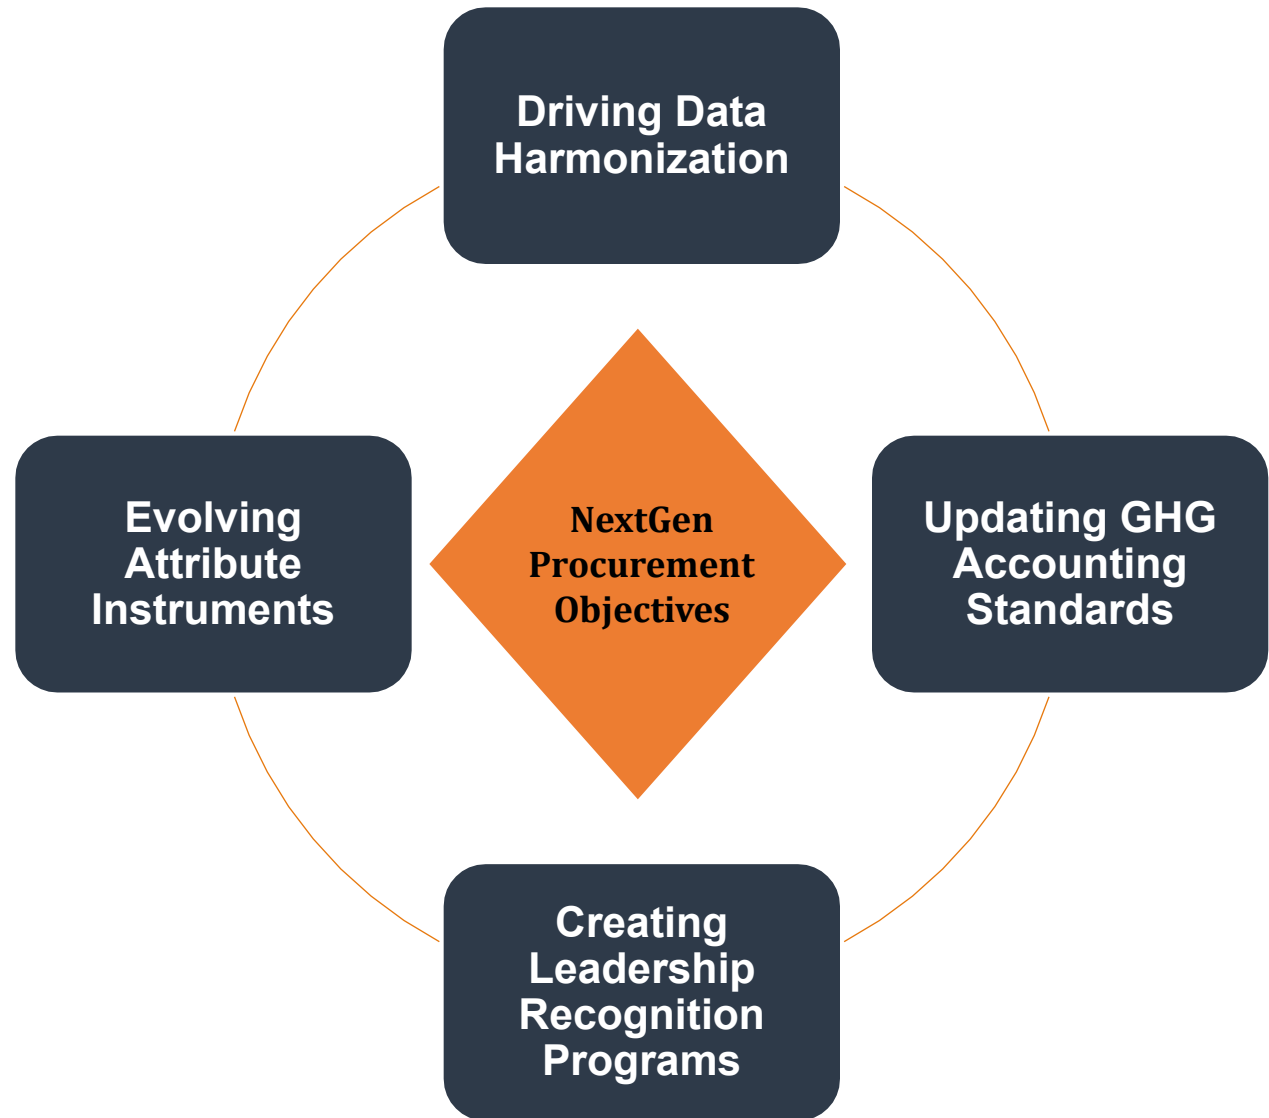 Driving Data
Harmonization
Evolving
Attribute
Instruments
NextGen
Procurement
Objectives
Updating GHG
Accounting
Standards
Creating
Leadership
Recognition
Programs